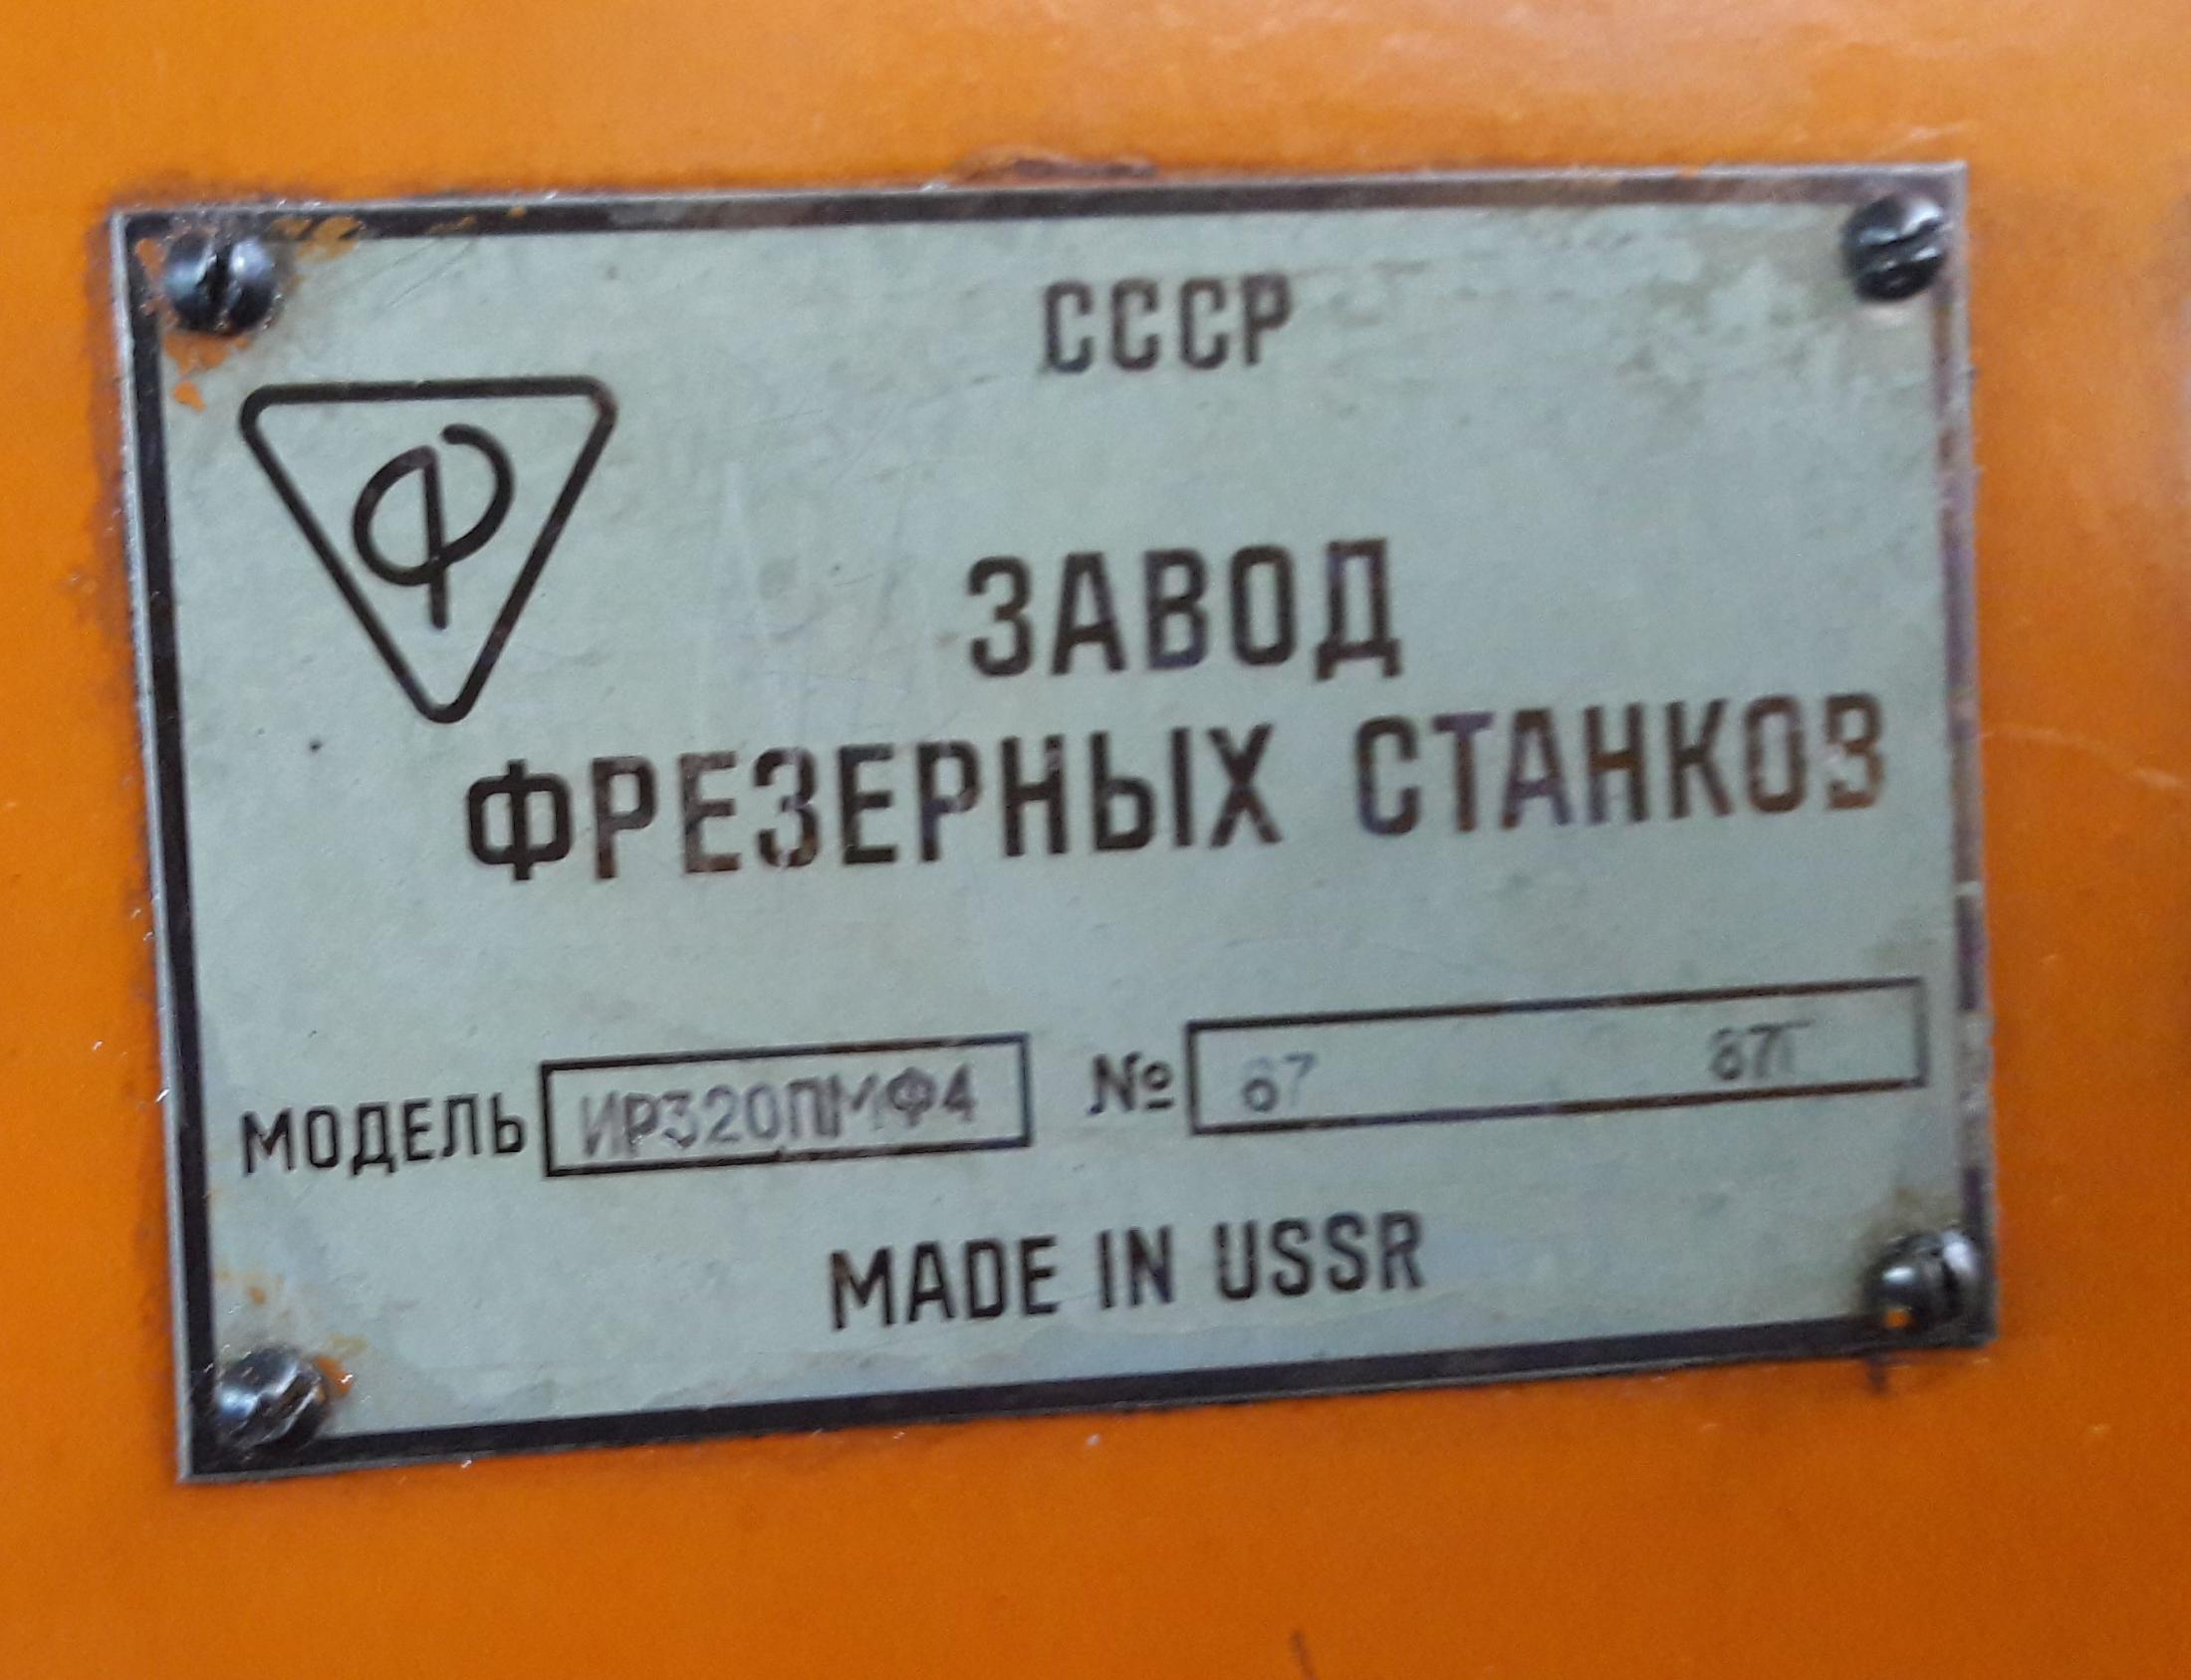 СССР
Ф
ЗАВОД
ФРЕЗЕРНЫХ СТАНКОВ
МОДЕЛЬ ИР320ПМФ4 № 67 87Г
MADE IN USSR